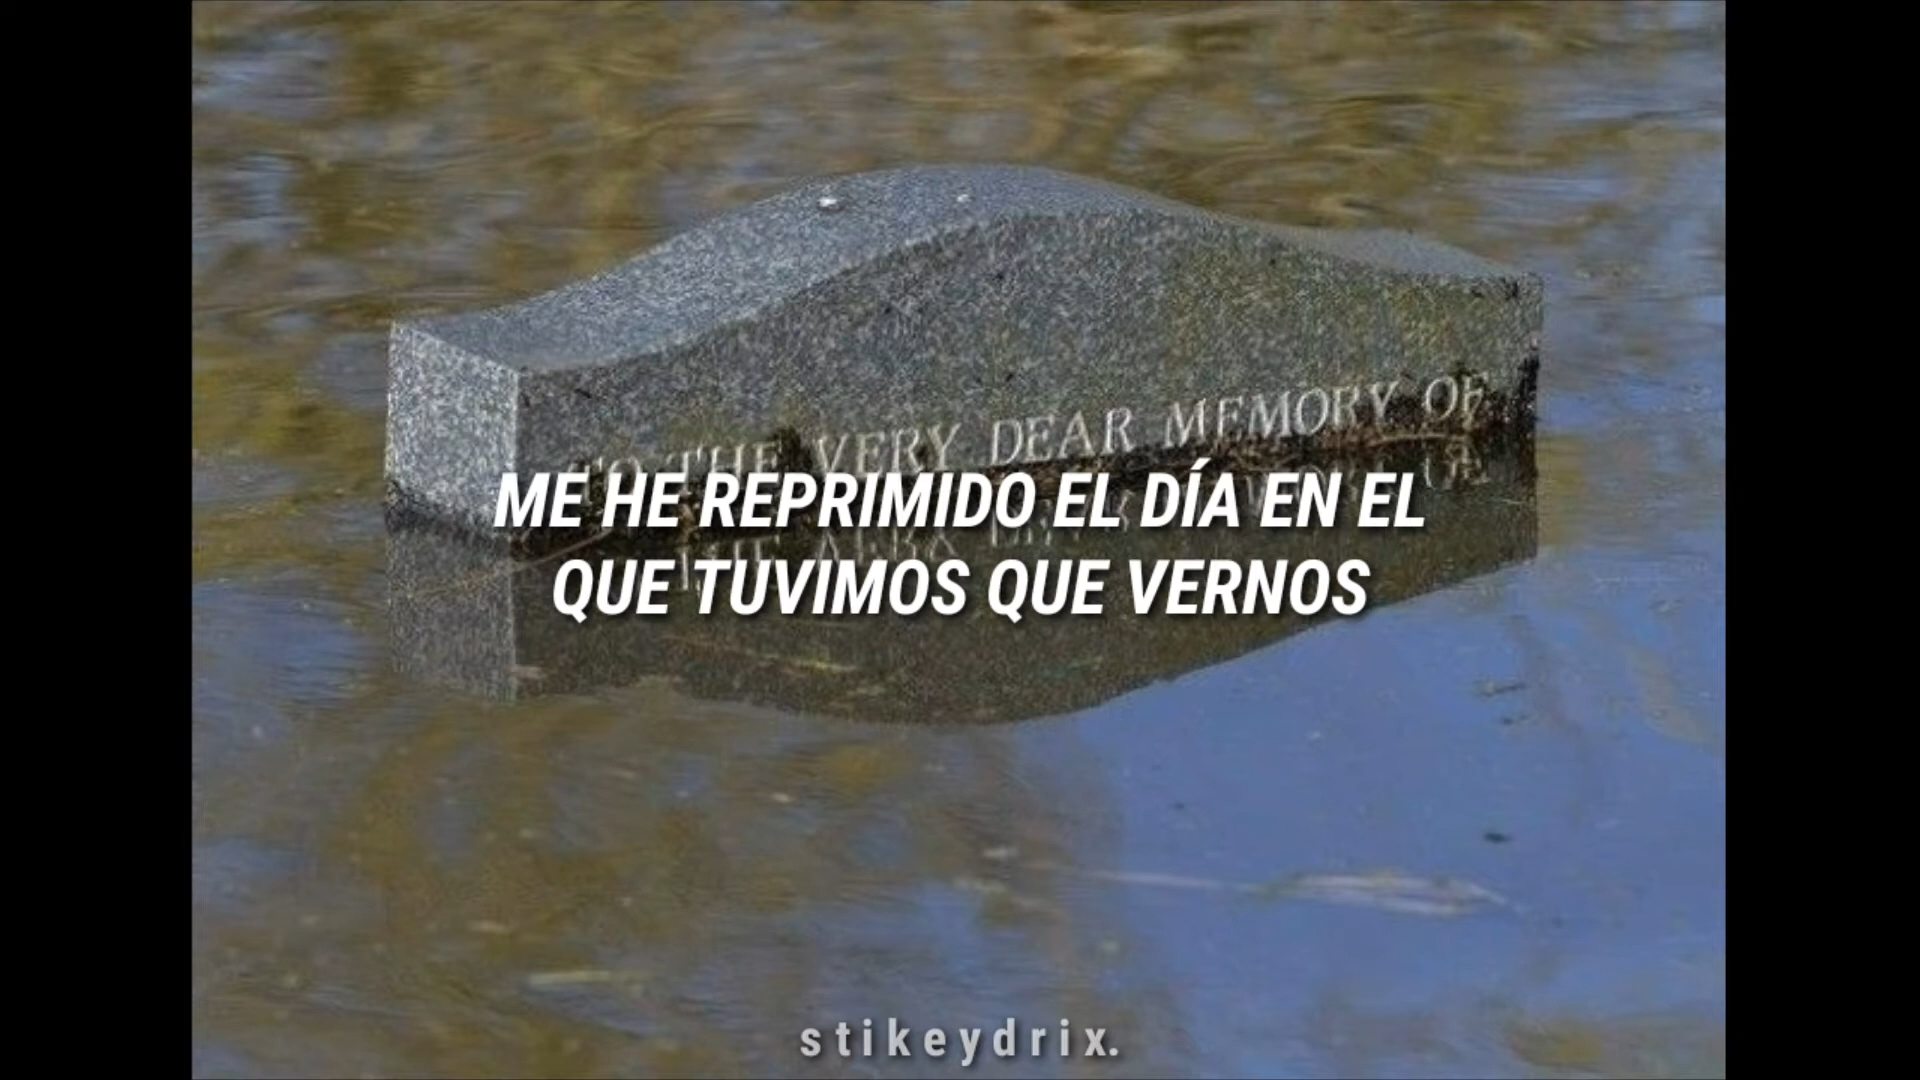 TO THE VERY DEAR MEMORY OF
ME HE REPRIMIDO EL DÍA EN EL
QUE TUVIMOS QUE VERNOS
stikeydrix.